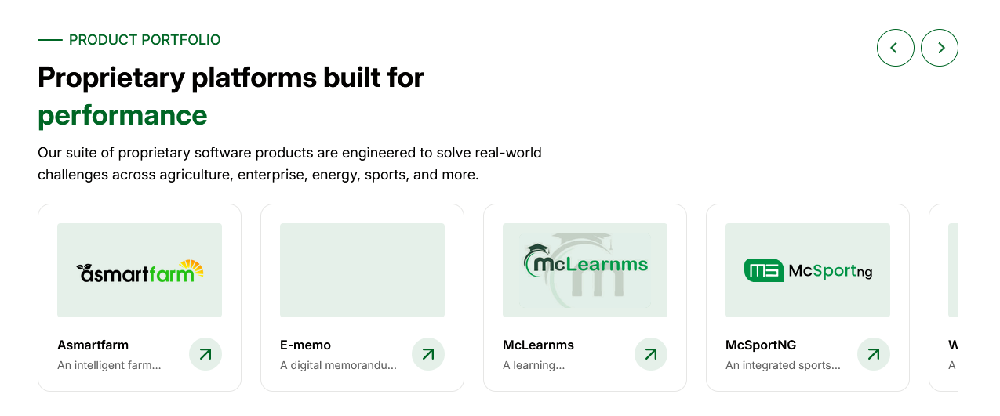 PRODUCT PORTFOLIO
Proprietary platforms built for
performance
Our suite of proprietary software products are engineered to solve real-world
challenges across agriculture, enterprise, energy, sports, and more.
asmartfarm
mcLearnms
m
MS McSportng
Asmartfarm
An intelligent farm...
E-memo
A digital memorandu...
McLearnms
A learning...
McSportNG
An integrated sports...
W
A